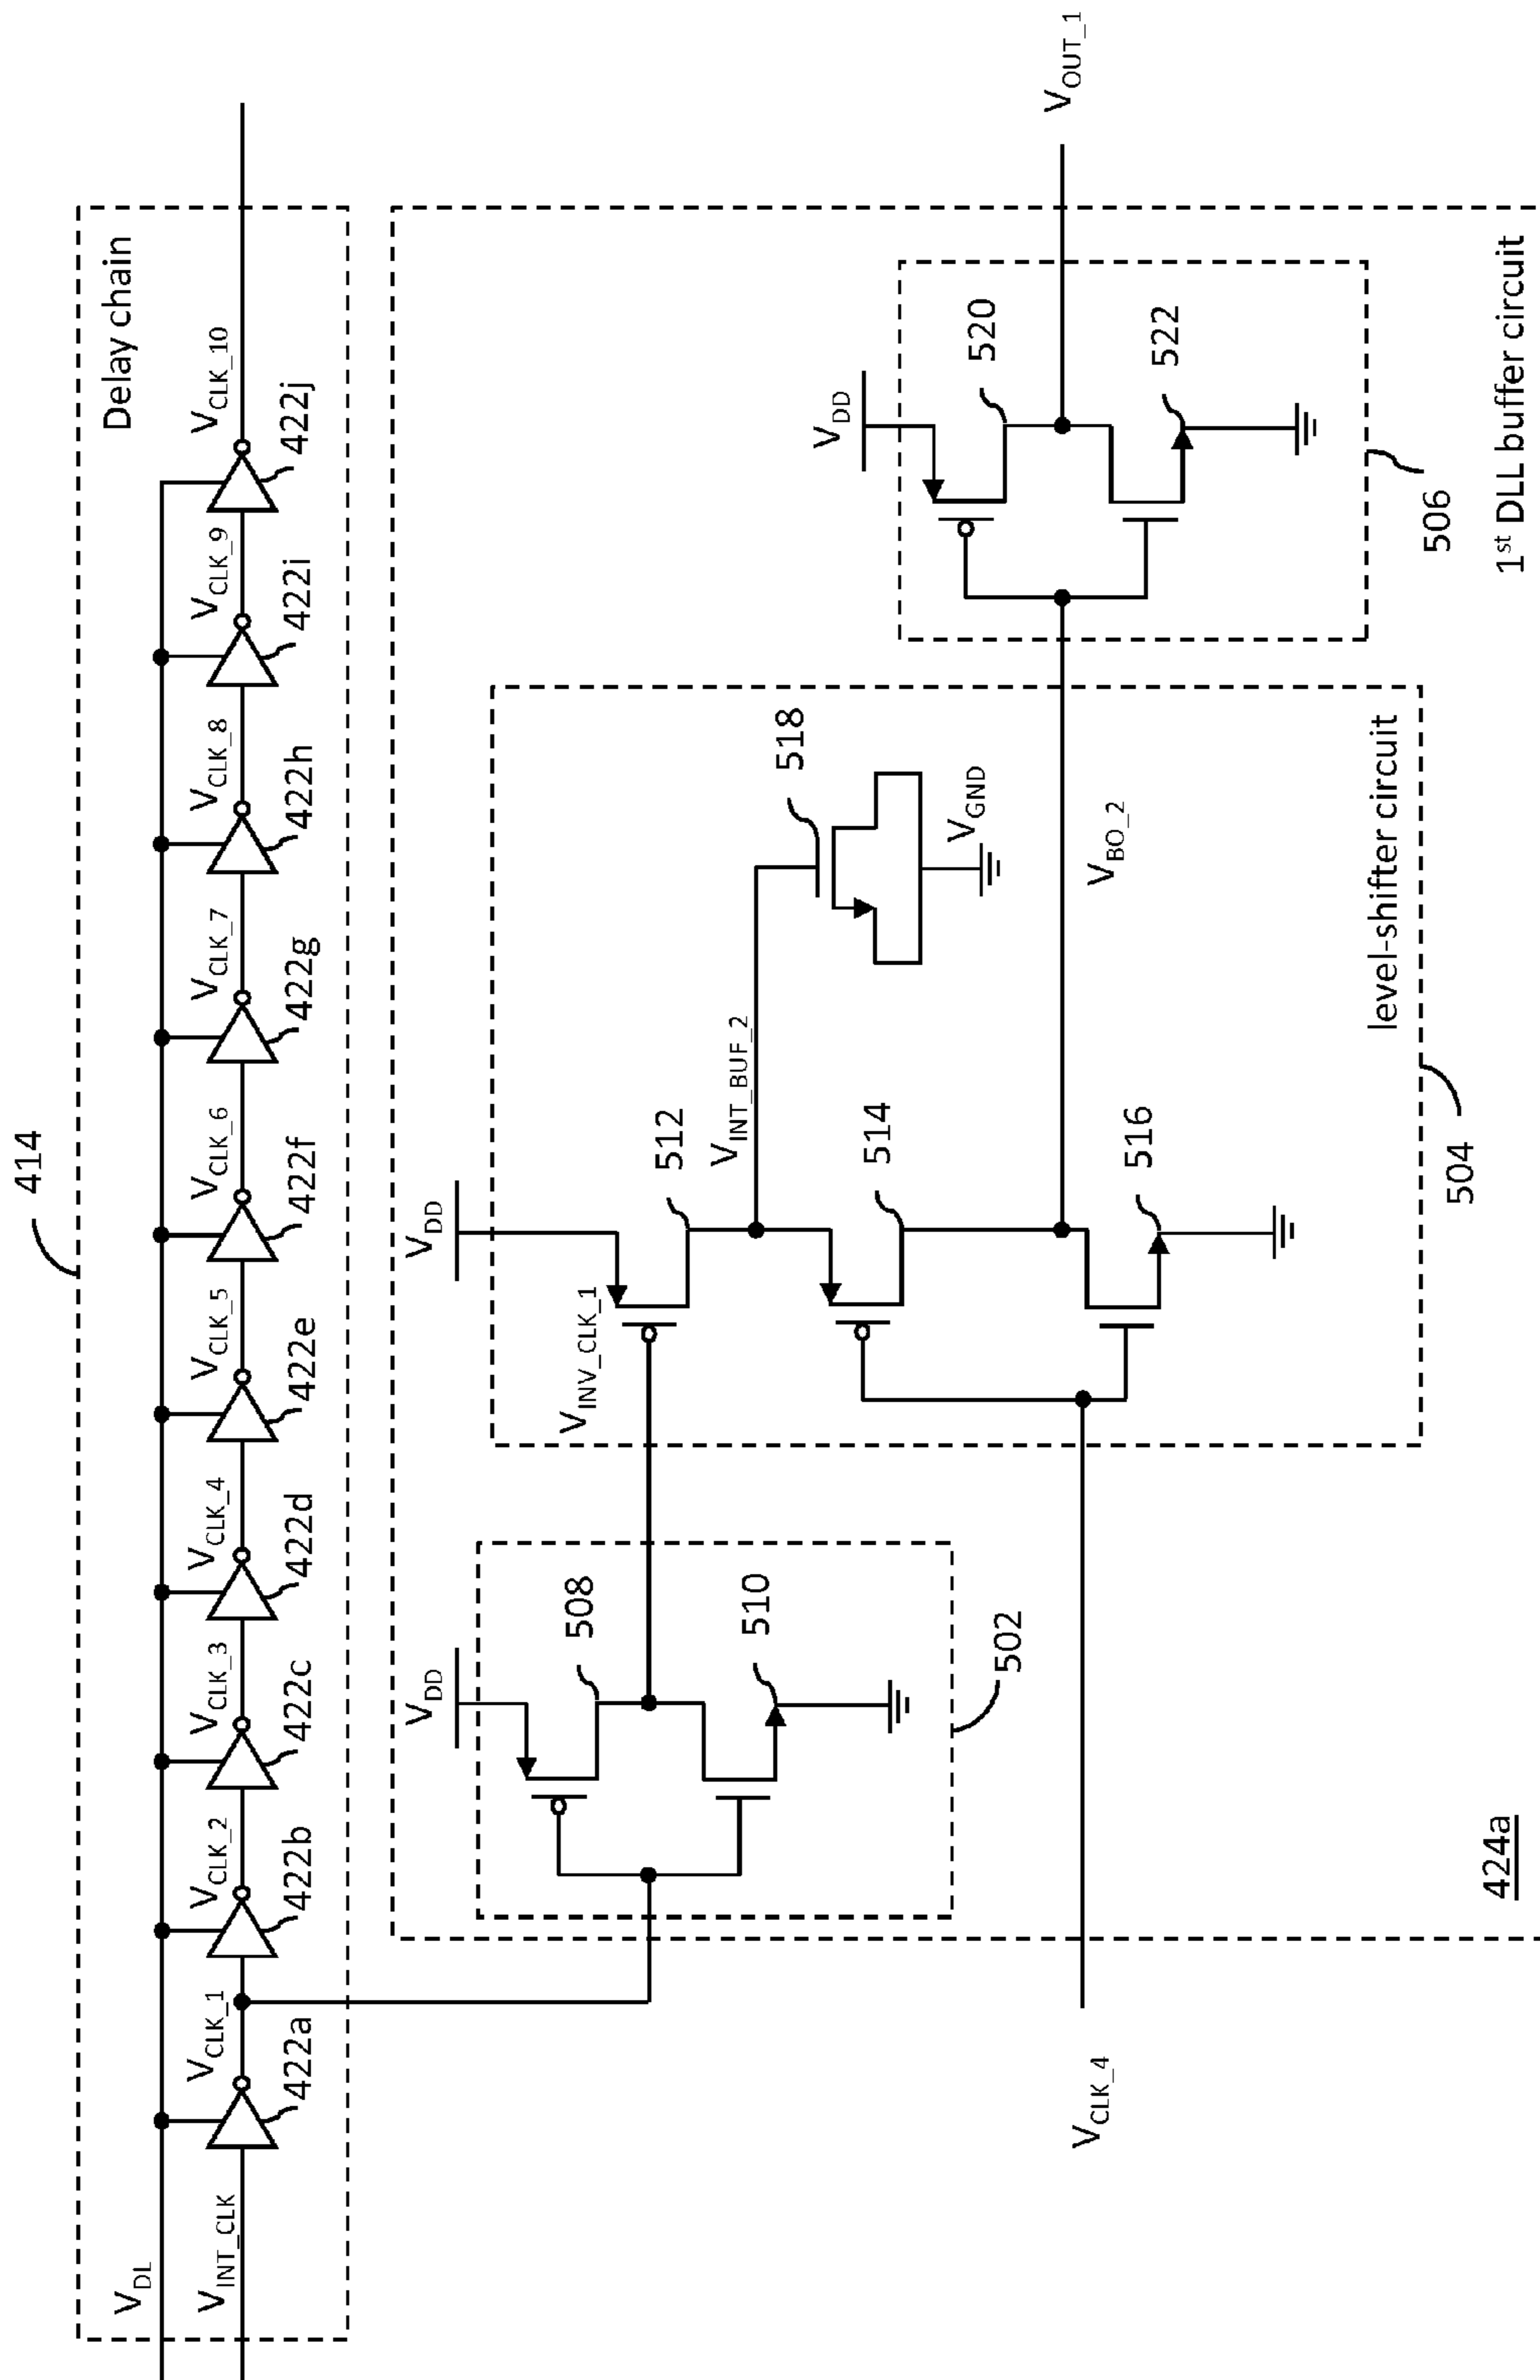 414
Delay chain
V_DL
V_INT_CLK
V_CLK_1
V_CLK_2
V_CLK_3
V_CLK_4
V_CLK_5
V_CLK_6
V_CLK_7
V_CLK_8
V_CLK_9
V_CLK_10
422a
422b
422c
422d
422e
422f
422g
422h
422i
422j
V_DD
508
510
502
V_DD
V_INV_CLK_1
512
V_INT_BUF_2
514
516
518
V_GND
V_BO_2
level-shifter circuit
504
V_DD
520
522
506
V_OUT_1
V_CLK_4
424a
1st DLL buffer circuit